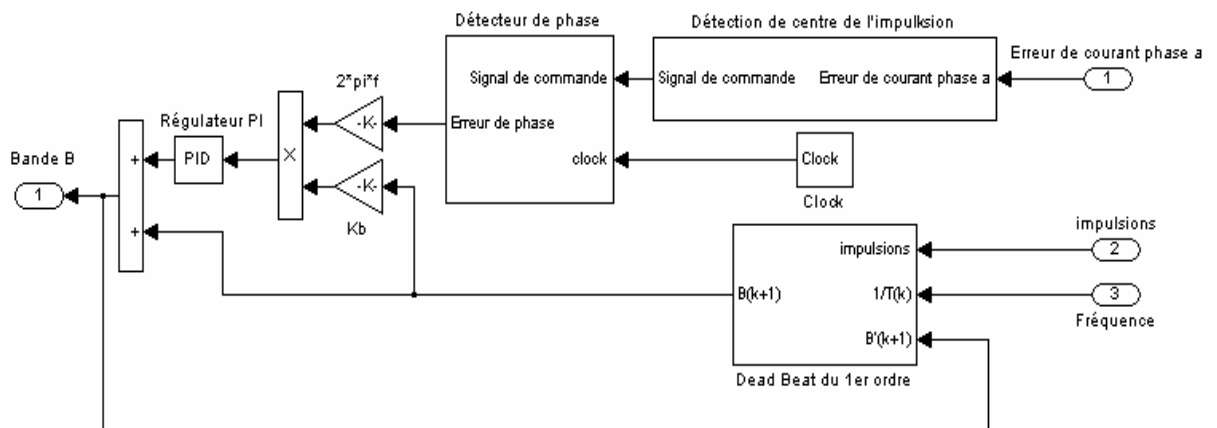 Détecteur de phase
Détection de centre de l'impulksion
Erreur de courant phase a
2*pi*f
Signal de commande
Signal de commande
Erreur de courant phase a
1
Régulateur PI
-K-
Erreur de phase
Bande B
+
PID
X
clock
Clock
1
-K-
Clock
Kb
impulsions
+
impulsions
2
B(k+1)
1/T(k)
3
Fréquence
B'(k+1)
Dead Beat du 1er ordre